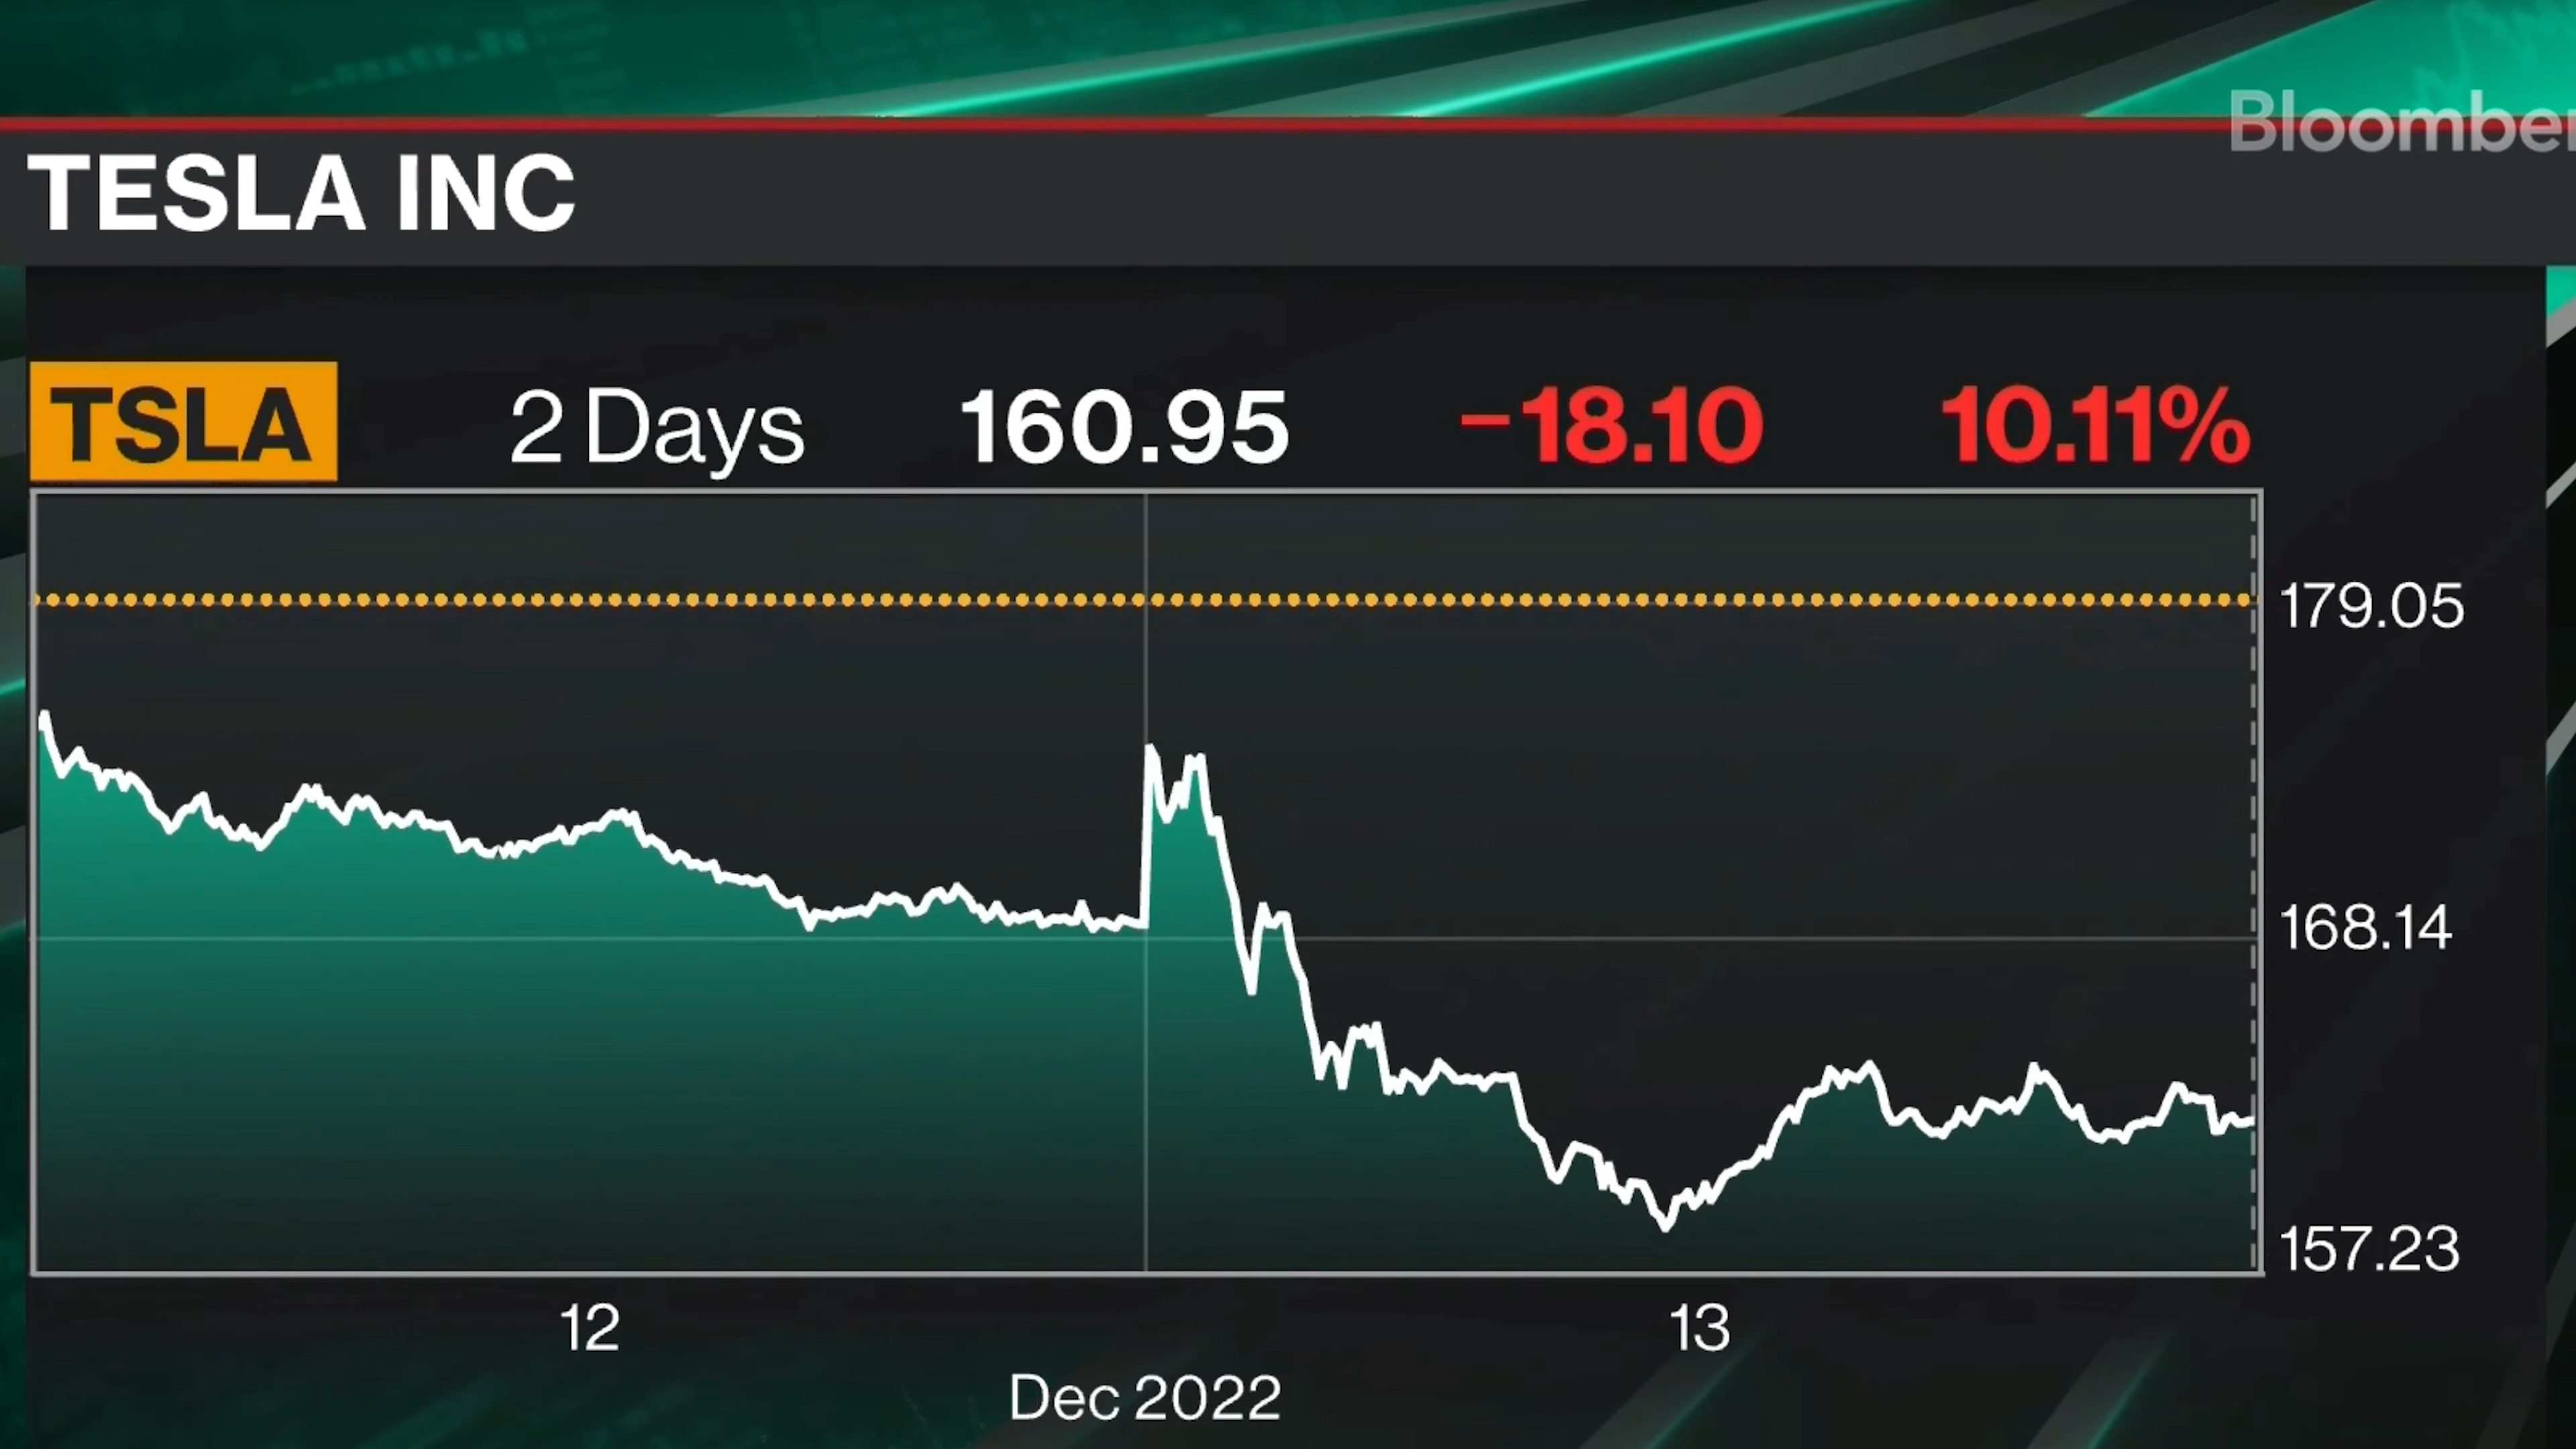 Bloomber
TESLA INC
TSLA 2 Days 160.95 -18.10 10.11%
179.05
168.14
157.23
12 13
Dec 2022